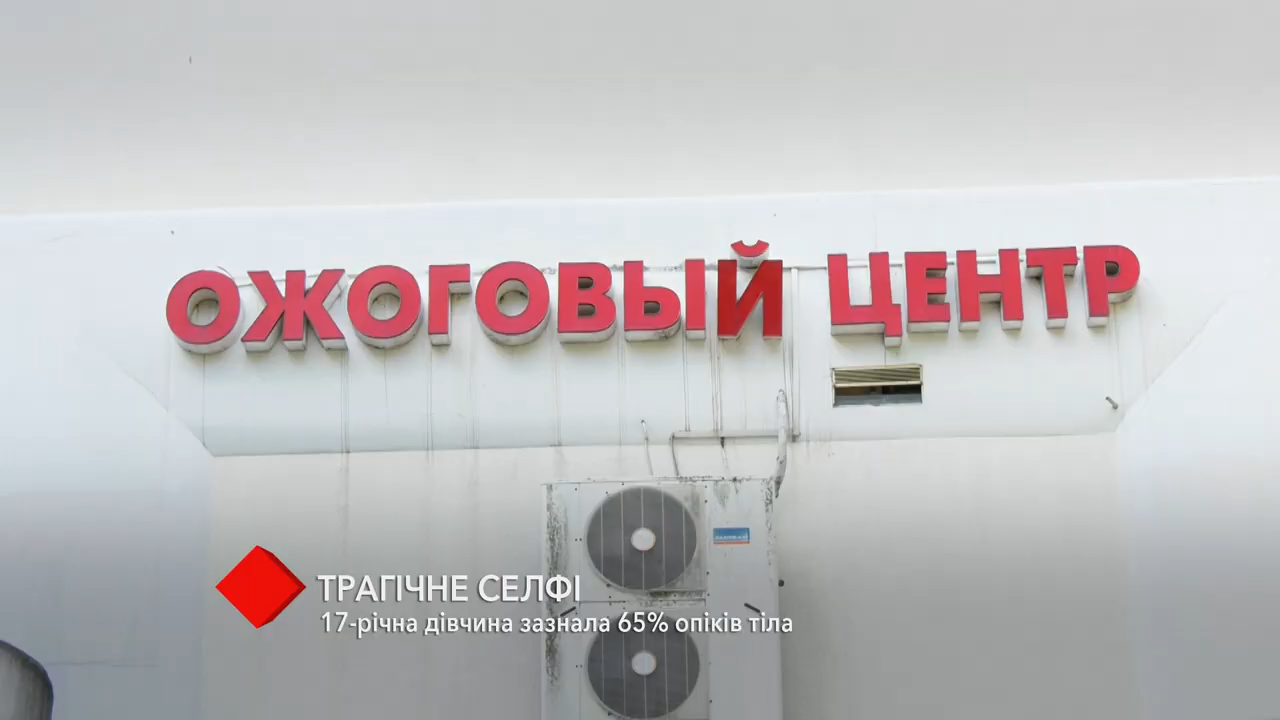 ОЖОГОВЫЙ ЦЕНТР
ТРАГІЧНЕ СЕЛФІ
17-річна дівчина зазнала 65% опіків тіла